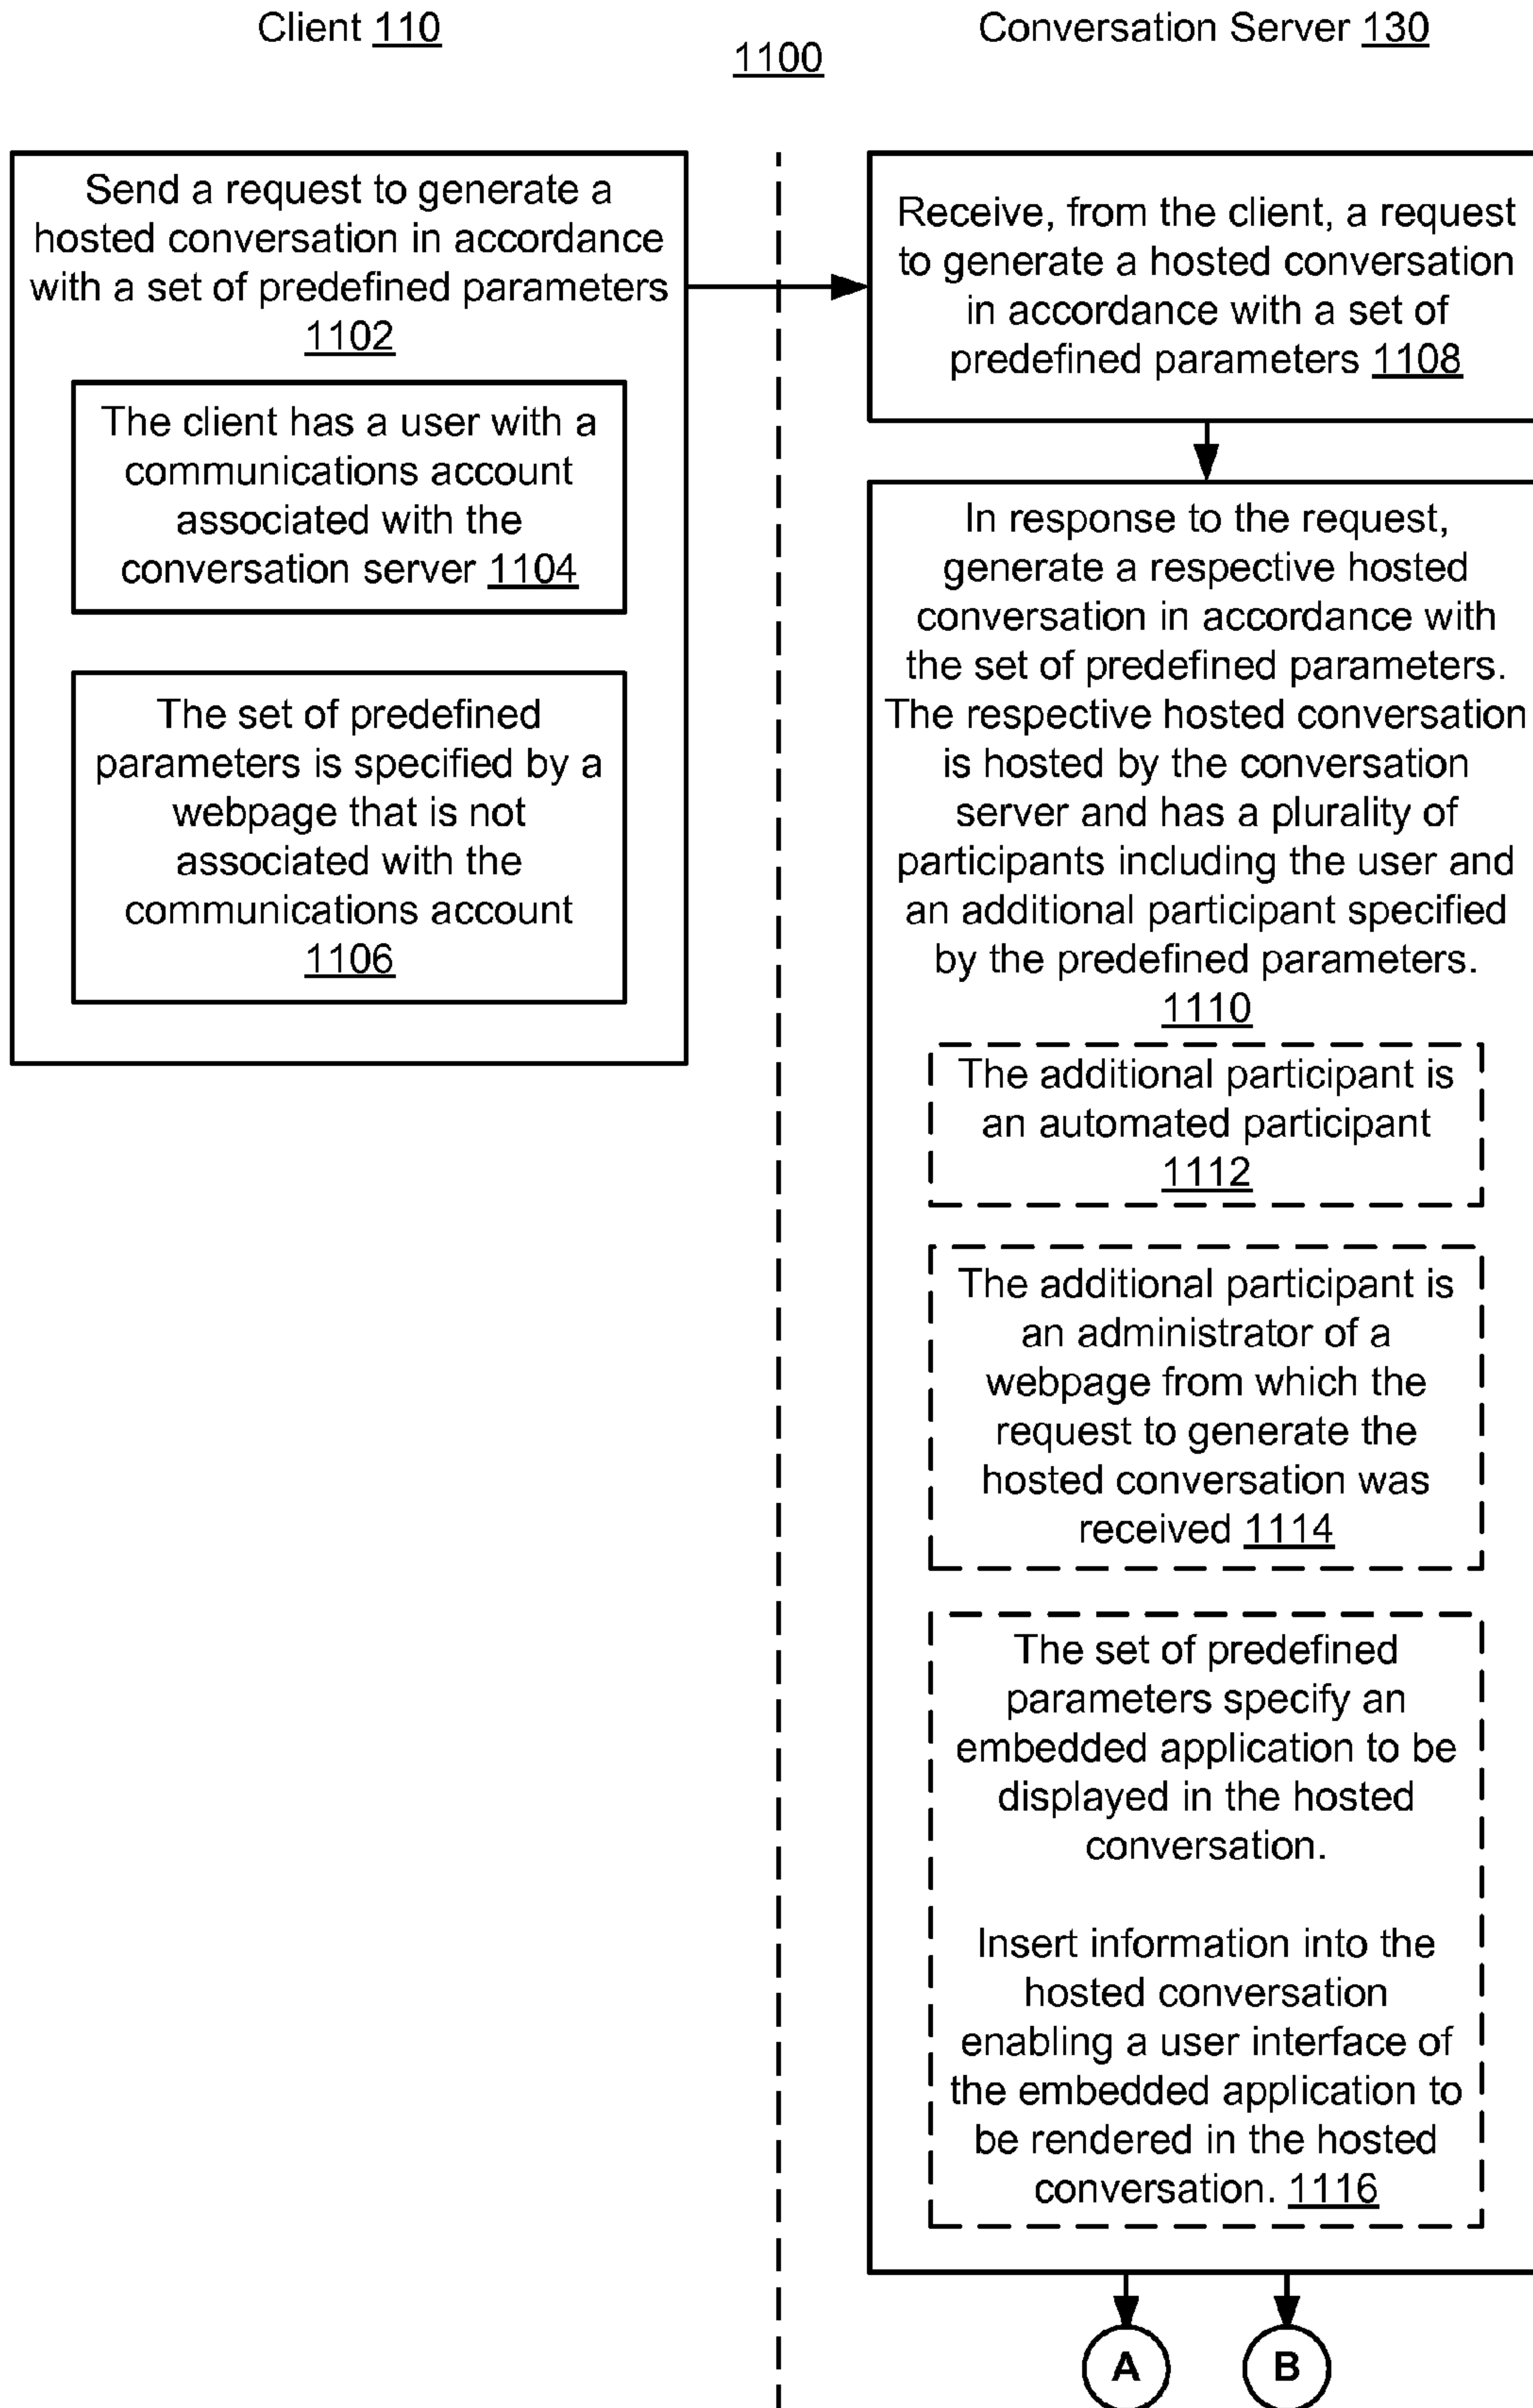 Client 110
Conversation Server 130
1100
Send a request to generate a
hosted conversation in accordance
with a set of predefined parameters
1102
The client has a user with a
communications account
associated with the
conversation server 1104
The set of predefined
parameters is specified by a
webpage that is not
associated with the
communications account
1106
Receive, from the client, a request
to generate a hosted conversation
in accordance with a set of
predefined parameters 1108
In response to the request,
generate a respective hosted
conversation in accordance with
the set of predefined parameters.
The respective hosted conversation
is hosted by the conversation
server and has a plurality of
participants including the user and
an additional participant specified
by the predefined parameters.
1110
The additional participant is
an automated participant
1112
The additional participant is
an administrator of a
webpage from which the
request to generate the
hosted conversation was
received 1114
The set of predefined
parameters specify an
embedded application to be
displayed in the hosted
conversation.
Insert information into the
hosted conversation
enabling a user interface of
the embedded application to
be rendered in the hosted
conversation. 1116
A
B